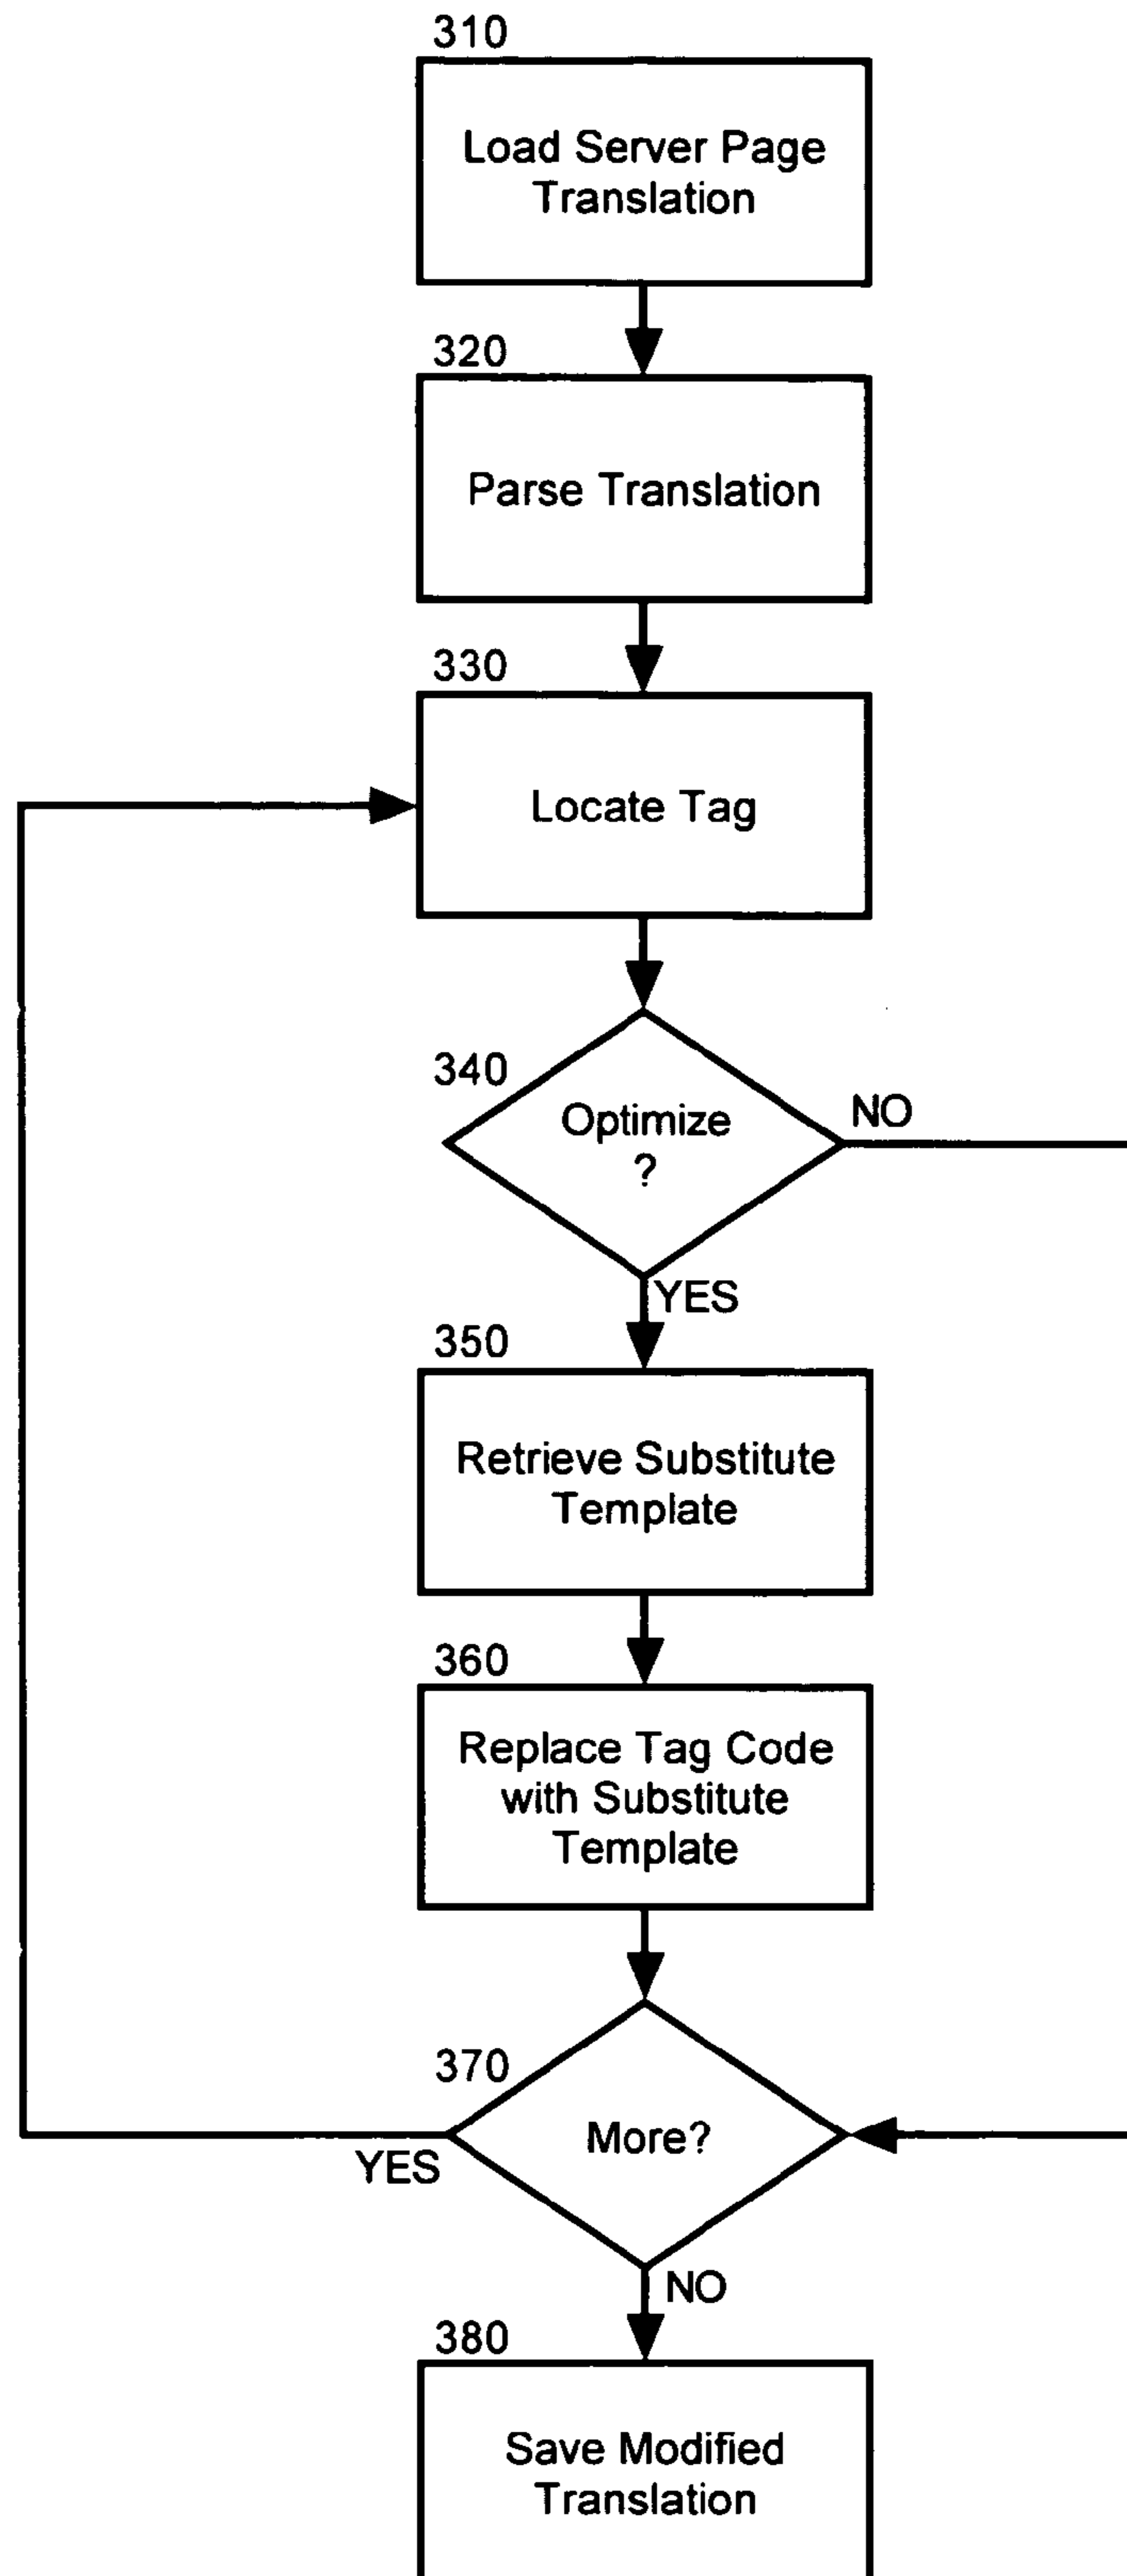 310
Load Server Page
Translation
320
Parse Translation
330
Locate Tag
340
Optimize
?
NO
YES
350
Retrieve Substitute
Template
360
Replace Tag Code
with Substitute
Template
370
More?
YES
NO
380
Save Modified
Translation